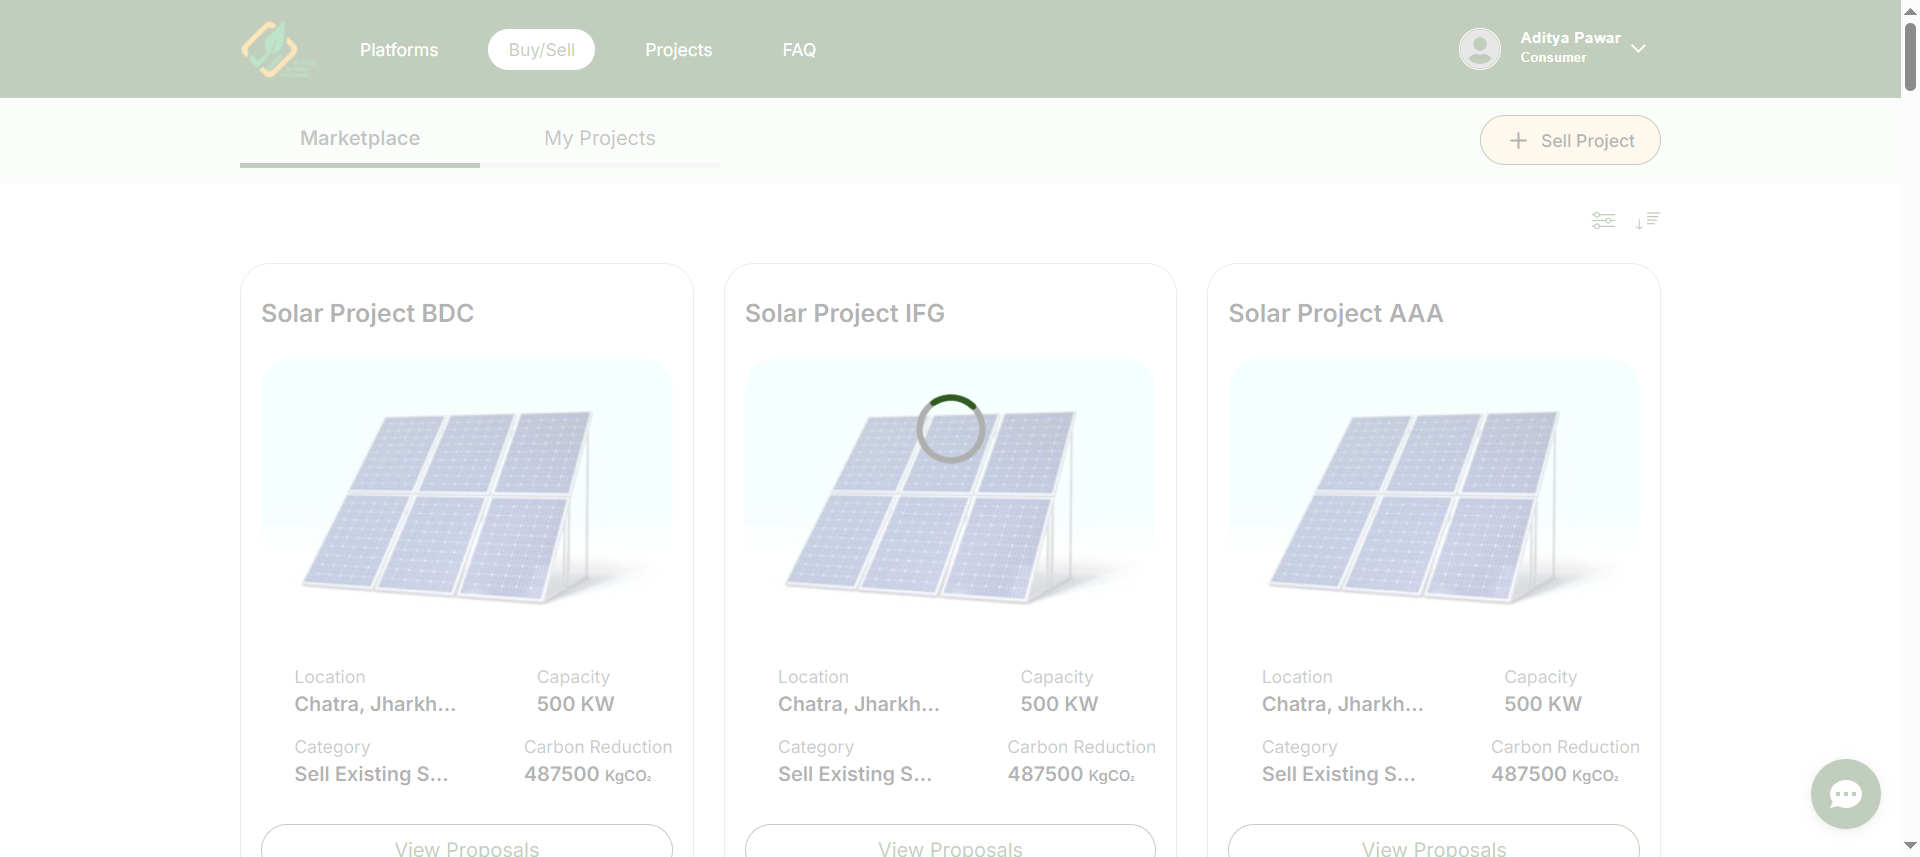 Platforms
Buy/Sell
Projects
FAQ
Aditya Pawar
Consumer
Marketplace
My Projects
+ Sell Project
Solar Project BDC
Location
Capacity
Chatra, Jharkh...
500 KW
Category
Carbon Reduction
Sell Existing S...
487500 KgCO₂
View Proposals
Solar Project IFG
Location
Capacity
Chatra, Jharkh...
500 KW
Category
Carbon Reduction
Sell Existing S...
487500 KgCO₂
View Proposals
Solar Project AAA
Location
Capacity
Chatra, Jharkh...
500 KW
Category
Carbon Reduction
Sell Existing S...
487500 KgCO₂
View Proposals